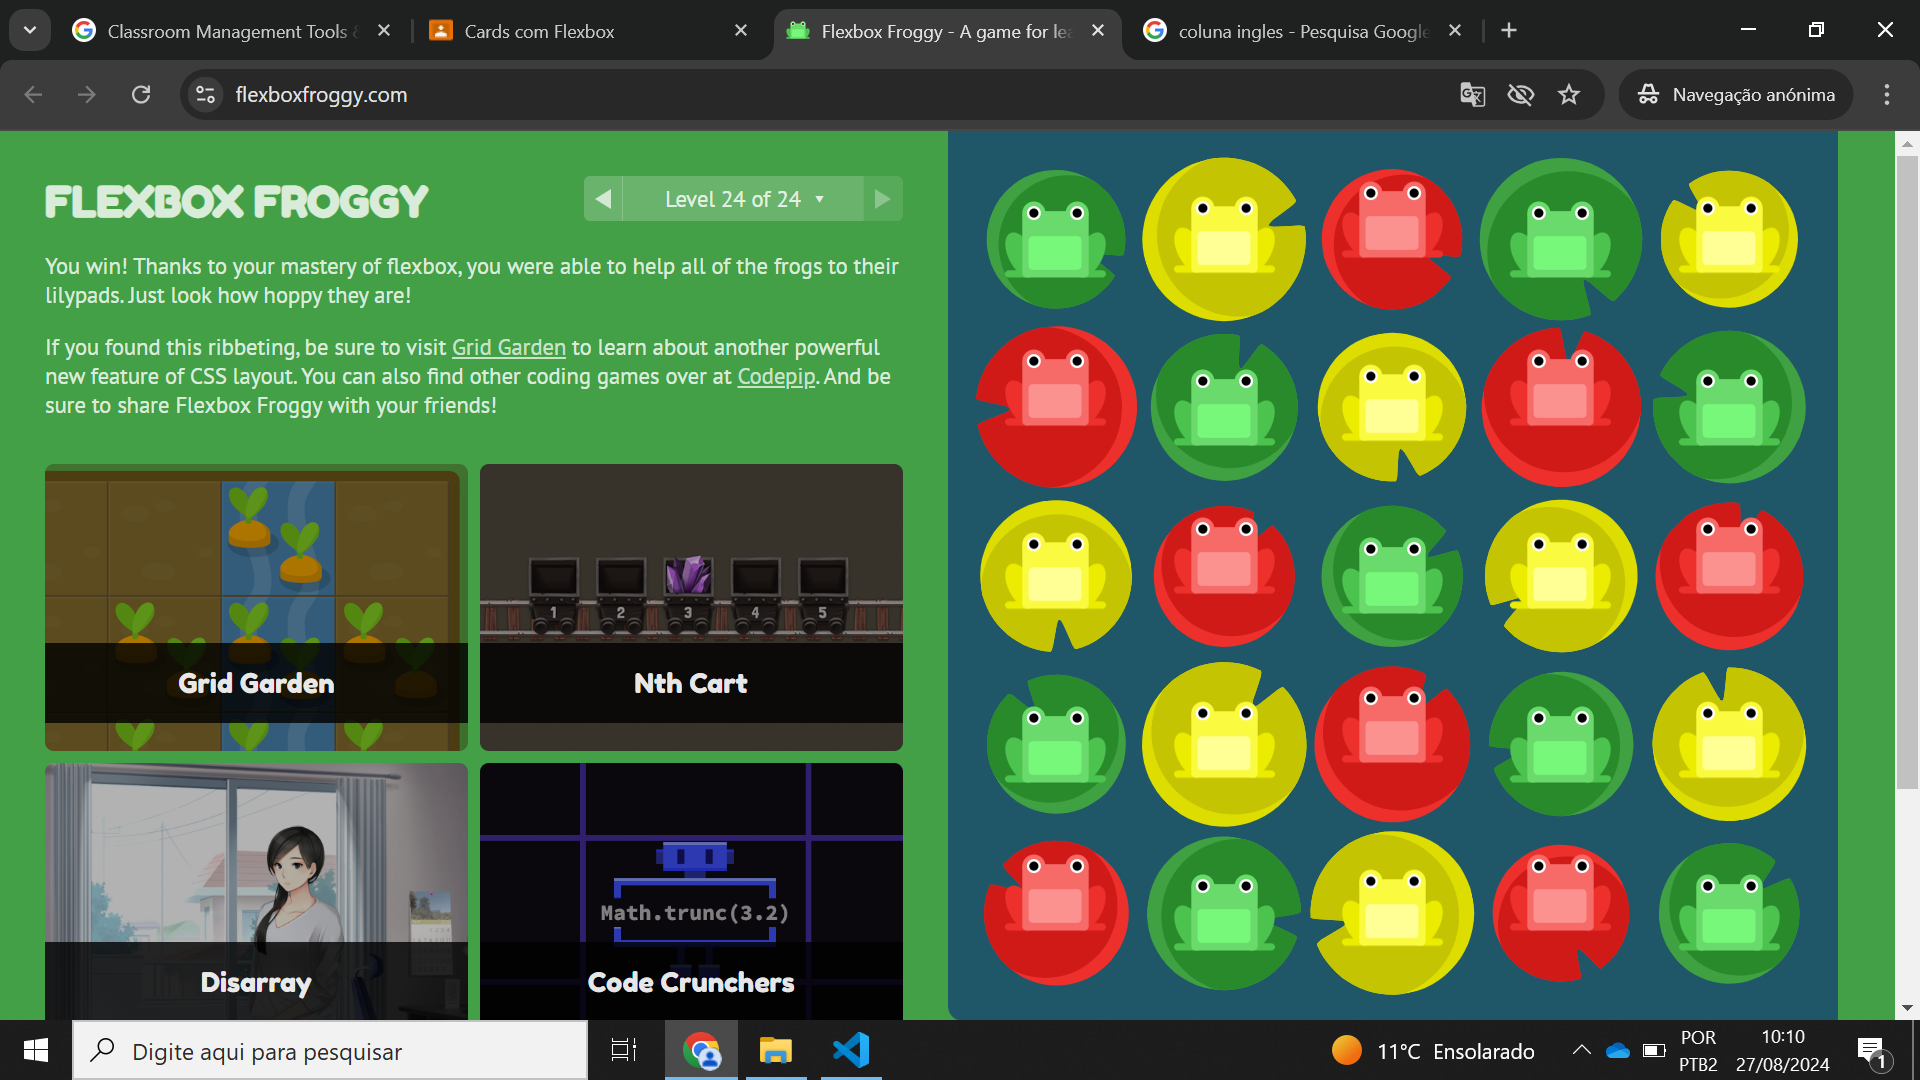 Classroom Management Tools &
Cards com Flexbox
Flexbox Froggy - A game for lea
coluna ingles - Pesquisa Google
flexboxfroggy.com
Navegação anónima
FLEXBOX FROGGY
Level 24 of 24
You win! Thanks to your mastery of flexbox, you were able to help all of the frogs to their
lilypads. Just look how hoppy they are!
If you found this ribbeting, be sure to visit Grid Garden to learn about another powerful
new feature of CSS layout. You can also find other coding games over at Codepip. And be
sure to share Flexbox Froggy with your friends!
1 2 3 4 5
Grid Garden
Nth Cart
Math.trunc(3.2)
Disarray
Code Crunchers
Digite aqui para pesquisar
11°C Ensolarado
POR
PTB2
10:10
27/08/2024
1